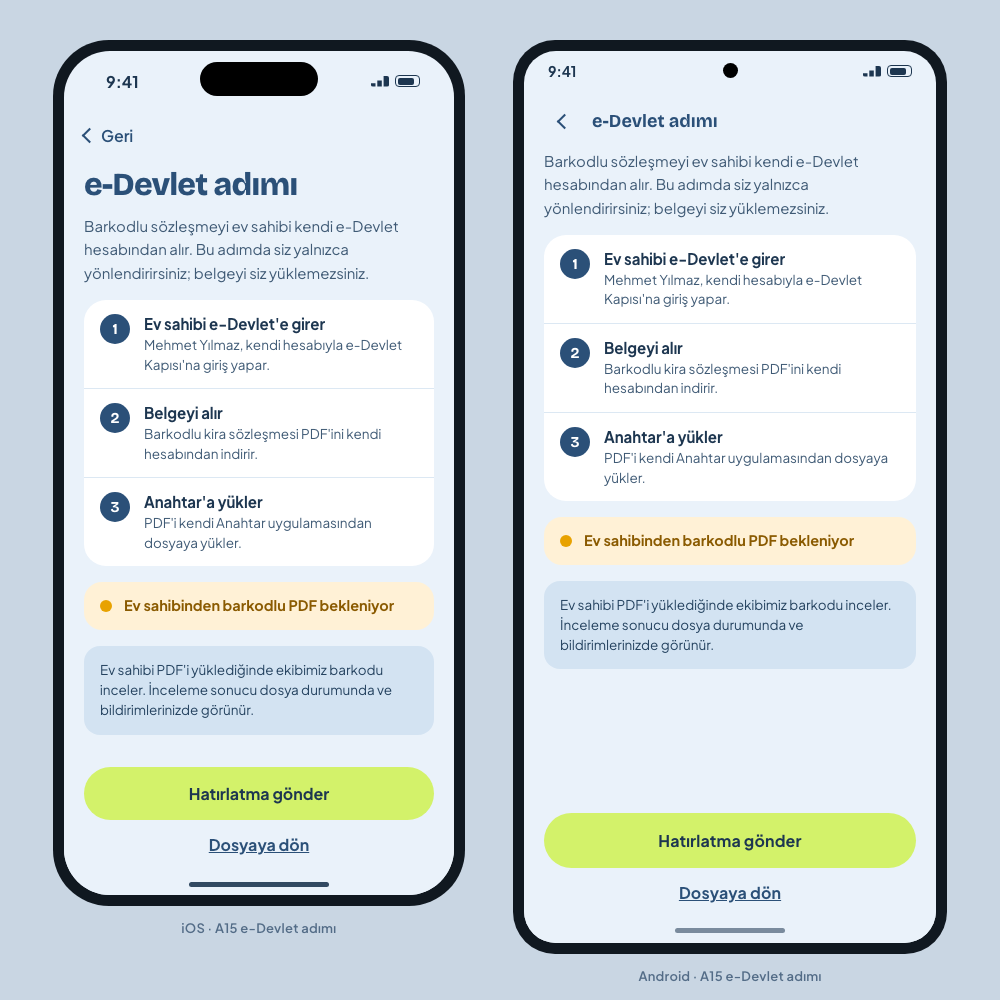 9:41
Geri
e-Devlet adımı
Barkodlu sözleşmeyi ev sahibi kendi e-Devlet
hesabından alır. Bu adımda siz yalnızca
yönlendirirsiniz; belgeyi siz yüklemezsiniz.
1
Ev sahibi e-Devlet'e girer
Mehmet Yılmaz, kendi hesabıyla e-Devlet
Kapısı'na giriş yapar.
2
Belgeyi alır
Barkodlu kira sözleşmesi PDF'ini kendi
hesabından indirir.
3
Anahtar'a yükler
PDF'i kendi Anahtar uygulamasından
dosyaya yükler.
Ev sahibinden barkodlu PDF bekleniyor
Ev sahibi PDF'i yüklediğinde ekibimiz barkodu
inceler. İnceleme sonucu dosya durumunda ve
bildirimlerinizde görünür.
Hatırlatma gönder
Dosyaya dön
iOS · A15 e-Devlet adımı
9:41
e-Devlet adımı
Barkodlu sözleşmeyi ev sahibi kendi e-Devlet
hesabından alır. Bu adımda siz yalnızca
yönlendirirsiniz; belgeyi siz yüklemezsiniz.
1
Ev sahibi e-Devlet'e girer
Mehmet Yılmaz, kendi hesabıyla e-Devlet
Kapısı'na giriş yapar.
2
Belgeyi alır
Barkodlu kira sözleşmesi PDF'ini kendi
hesabından indirir.
3
Anahtar'a yükler
PDF'i kendi Anahtar uygulamasından dosyaya
yükler.
Ev sahibinden barkodlu PDF bekleniyor
Ev sahibi PDF'i yüklediğinde ekibimiz barkodu inceler.
İnceleme sonucu dosya durumunda ve
bildirimlerinizde görünür.
Hatırlatma gönder
Dosyaya dön
Android · A15 e-Devlet adımı